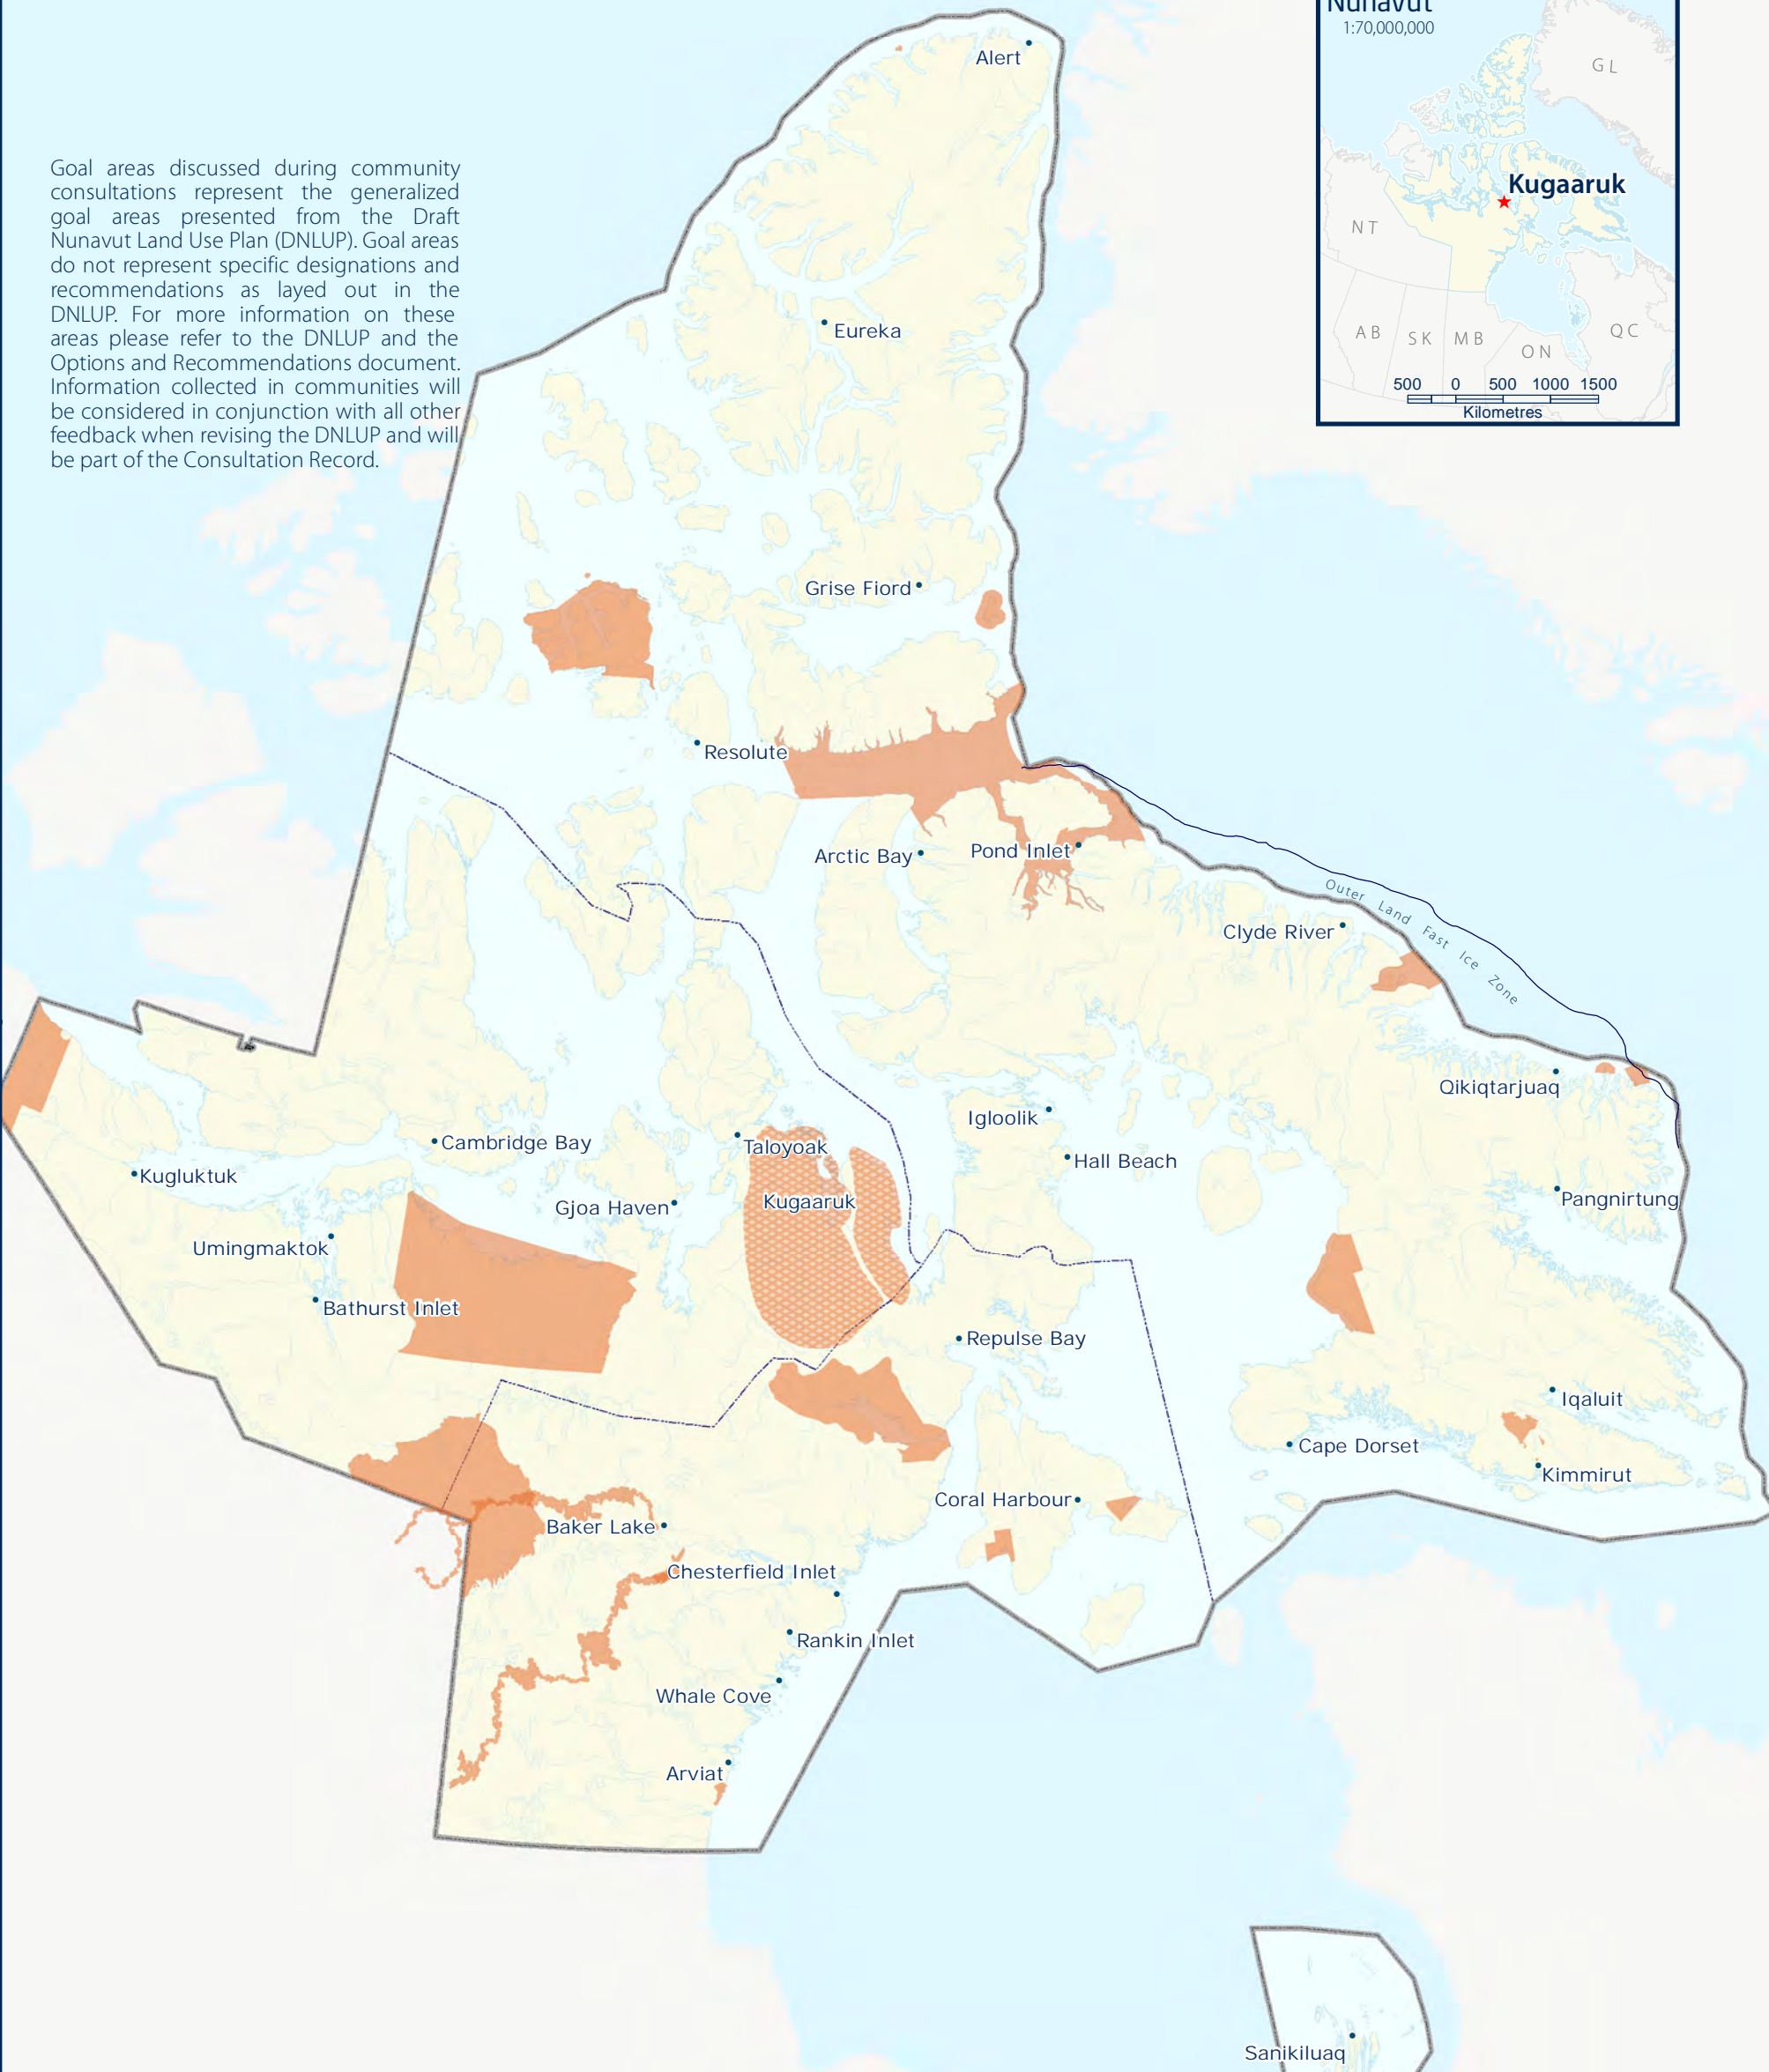 Nunavut
1:70,000,000
GL
Kugaaruk
NT
AB
SK
MB
ON
QC
500 0 500 1000 1500
Kilometres
Goal areas discussed during community
consultations represent the generalized
goal areas presented from the Draft
Nunavut Land Use Plan (DNLUP). Goal areas
do not represent specific designations and
recommendations as layed out in the
DNLUP. For more information on these
areas please refer to the DNLUP and the
Options and Recommendations document.
Information collected in communities will
be considered in conjunction with all other
feedback when revising the DNLUP and will
be part of the Consultation Record.
Alert
Eureka
Grise Fiord
Resolute
Arctic Bay
Pond Inlet
Outer Land Fast Ice Zone
Clyde River
Qikiqtarjuaq
Igloolik
Cambridge Bay
Taloyoak
Hall Beach
Kugluktuk
Pangnirtung
Kugaaruk
Gjoa Haven
Umingmaktok
Bathurst Inlet
Repulse Bay
Iqaluit
Cape Dorset
Kimmirut
Coral Harbour
Baker Lake
Chesterfield Inlet
Rankin Inlet
Whale Cove
Arviat
Sanikiluaq